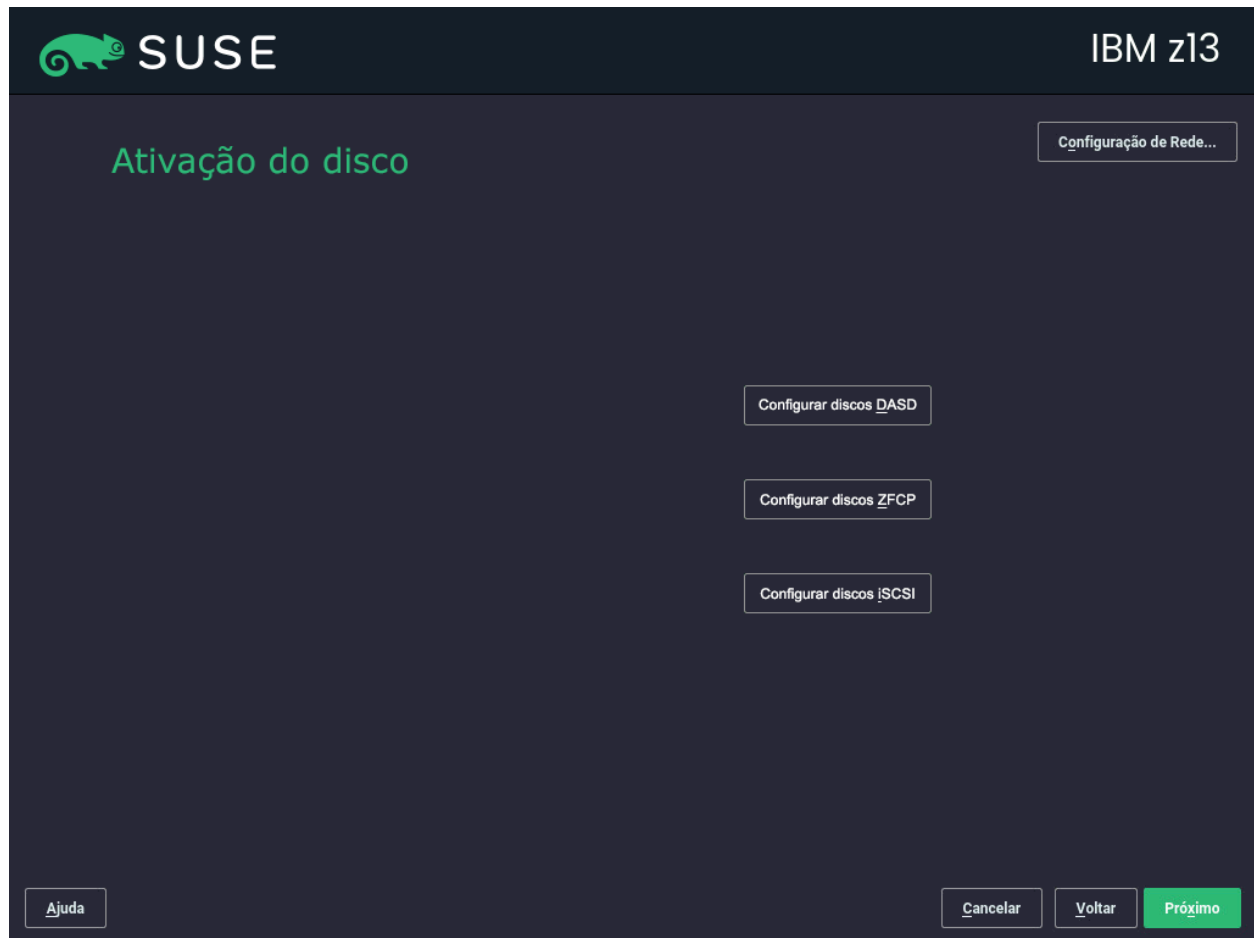 SUSE
IBM z13
Ativação do disco
Configuração de Rede...
Configurar discos DASD
Configurar discos ZFCP
Configurar discos iSCSI
Ajuda
Cancelar
Voltar
Próximo